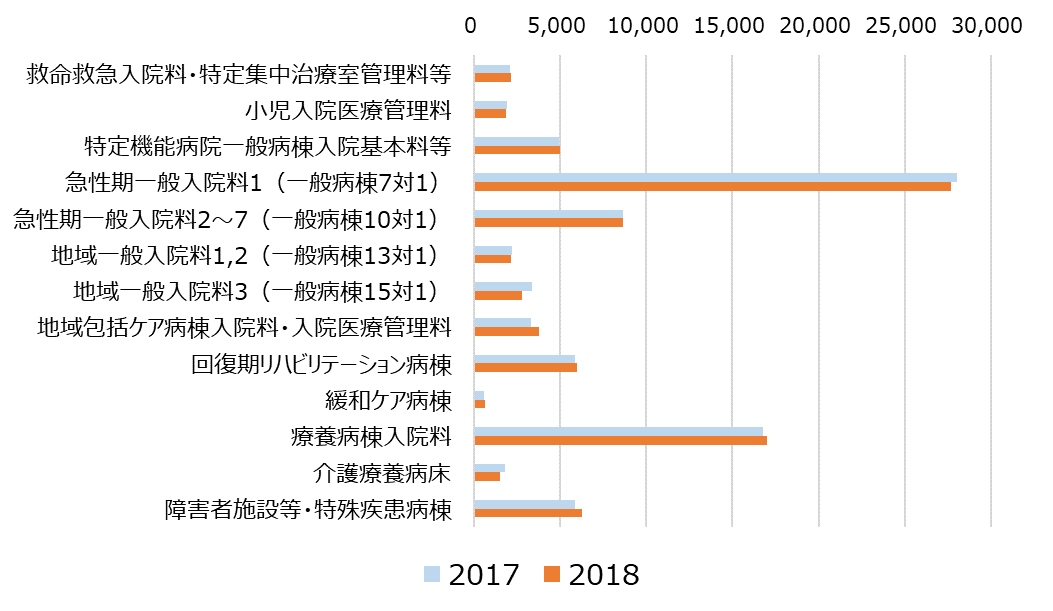 0 5,000 10,000 15,000 20,000 25,000 30,000
救命救急入院料・特定集中治療室管理料等
小児入院医療管理料
特定機能病院一般病棟入院基本料等
急性期一般入院料1（一般病棟7対1）
急性期一般入院料2～7（一般病棟10対1）
地域一般入院料1,2（一般病棟13対1）
地域一般入院料3（一般病棟15対1）
地域包括ケア病棟入院料・入院医療管理料
回復期リハビリテーション病棟
緩和ケア病棟
療養病棟入院料
介護療養病床
障害者施設等・特殊疾患病棟
2017 2018